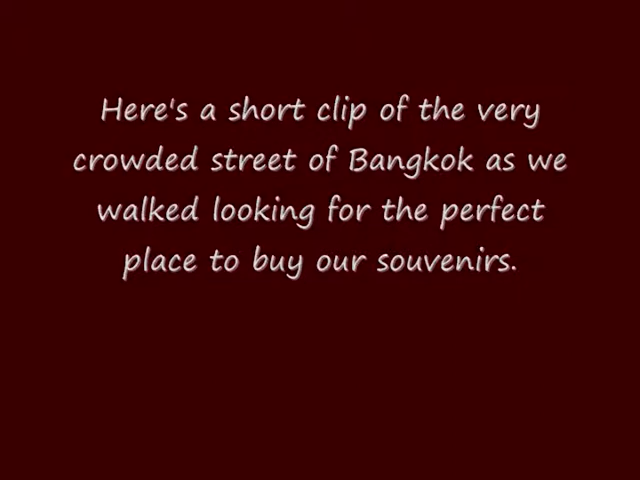 Here's a short clip of the very
crowded street of Bangkok as we
walked looking for the perfect
place to buy our souvenirs.